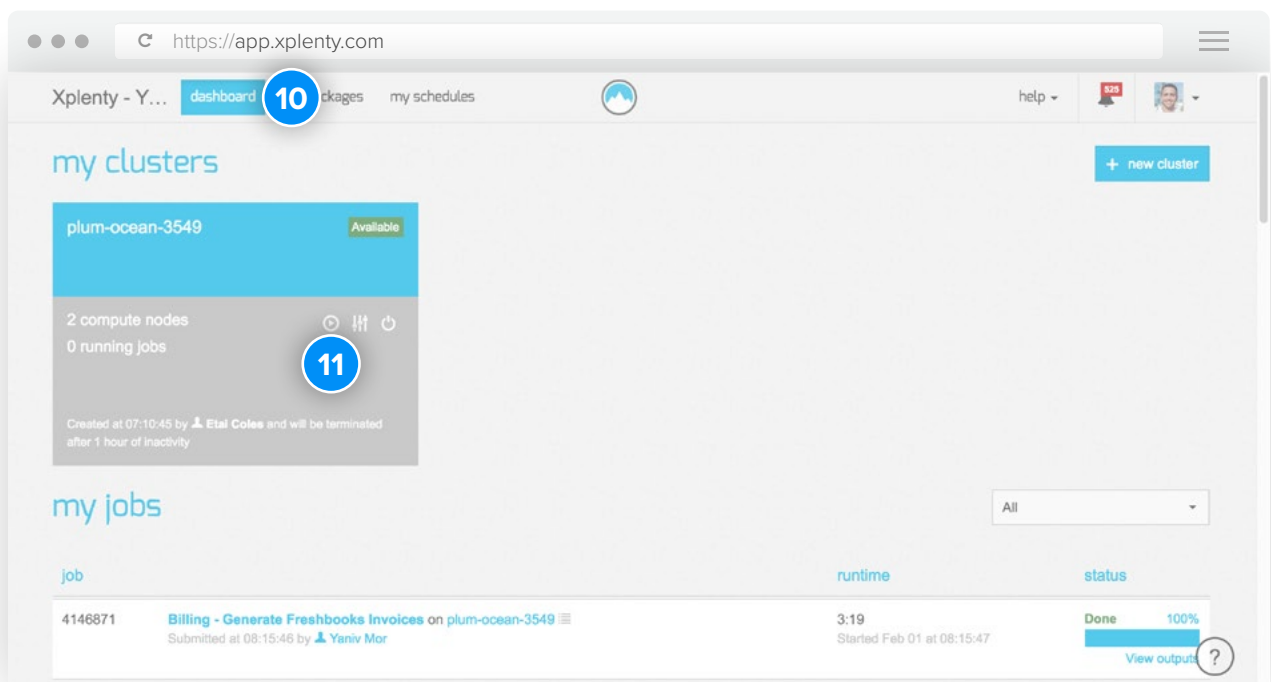 https://app.xplenty.com
Xplenty - Y... dashboard 10 ckages my schedules help 525
my clusters
+ new cluster
plum-ocean-3549 Available
2 compute nodes
0 running jobs
11
Created at 07:10:45 by Etai Coles and will be terminated
after 1 hour of inactivity
my jobs
All
job runtime status
4146871 Billing - Generate Freshbooks Invoices on plum-ocean-3549 3:19 Done 100%
Submitted at 08:15:46 by Yaniv Mor Started Feb 01 at 08:15:47
View outputs ?